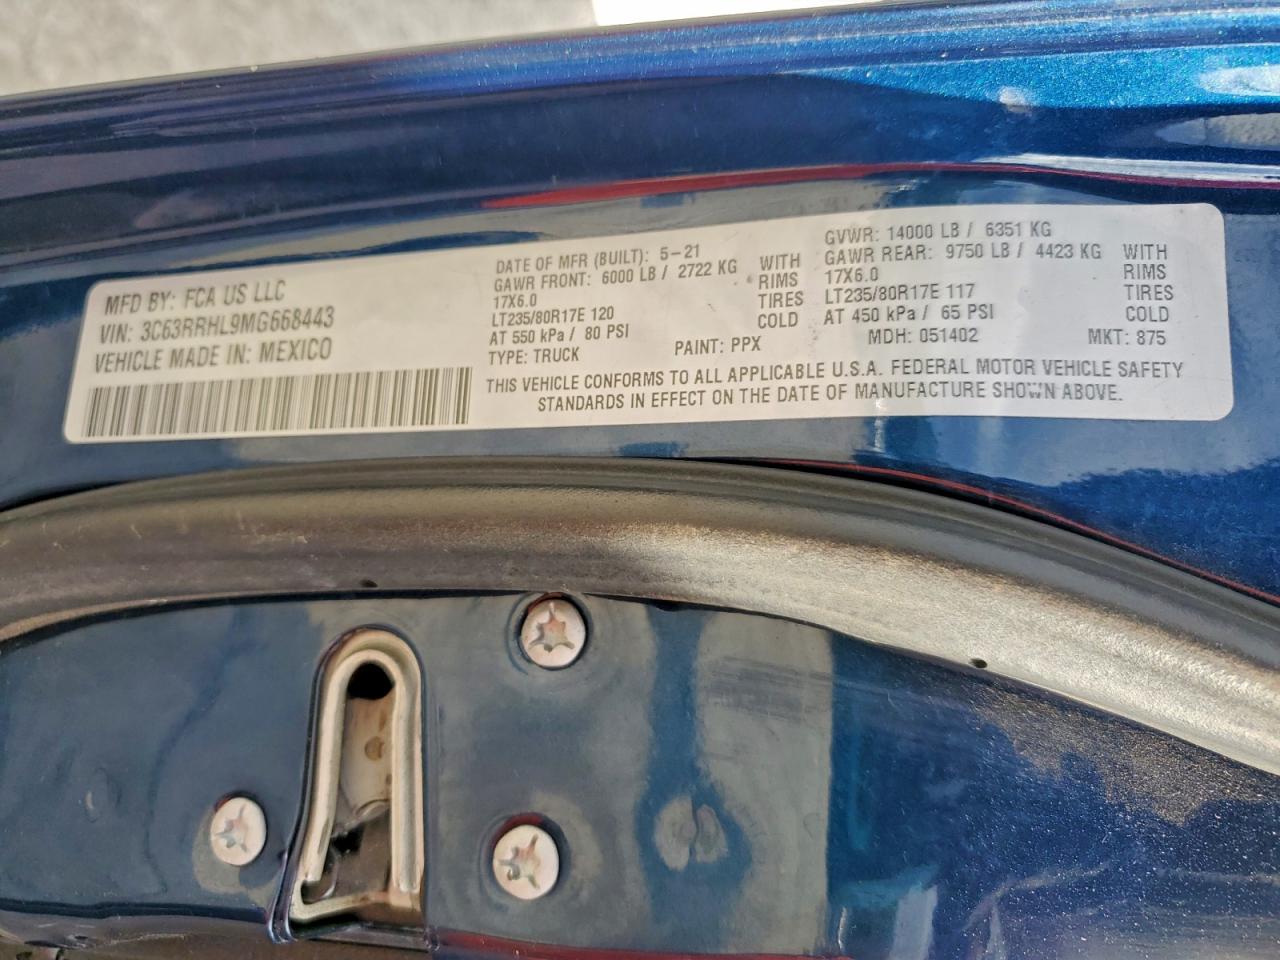 MFD BY: FCA US LLC
VIN: 3C63RRHL9MG668443
VEHICLE MADE IN: MEXICO
DATE OF MFR (BUILT): 5-21
GAWR FRONT: 6000 LB / 2722 KG WITH
17X6.0 RIMS
LT235/80R17E 120 TIRES
AT 550 kPa / 80 PSI COLD
TYPE: TRUCK PAINT: PPX
GVWR: 14000 LB / 6351 KG
GAWR REAR: 9750 LB / 4423 KG WITH
17X6.0 RIMS
LT235/80R17E 117 TIRES
AT 450 kPa / 65 PSI COLD
MDH: 051402 MKT: 875
THIS VEHICLE CONFORMS TO ALL APPLICABLE U.S.A. FEDERAL MOTOR VEHICLE SAFETY
STANDARDS IN EFFECT ON THE DATE OF MANUFACTURE SHOWN ABOVE.